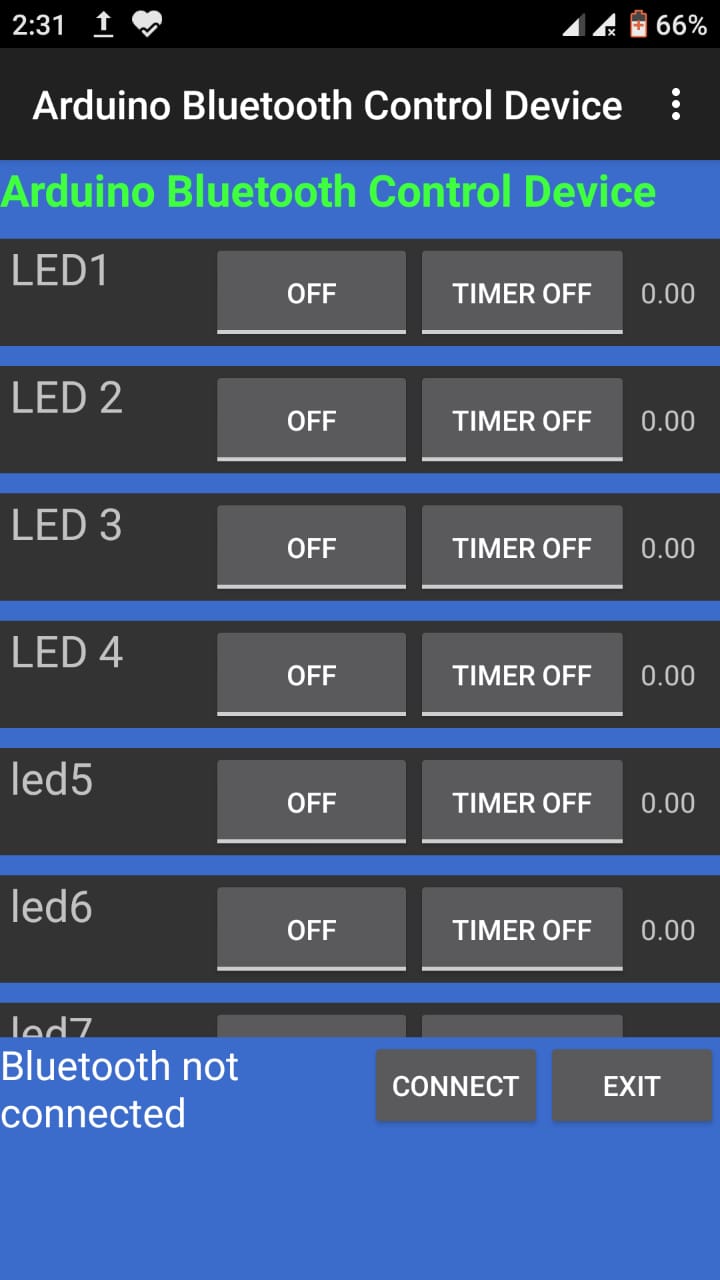 2:31 66%
Arduino Bluetooth Control Device
Arduino Bluetooth Control Device
LED1 OFF TIMER OFF 0.00
LED 2 OFF TIMER OFF 0.00
LED 3 OFF TIMER OFF 0.00
LED 4 OFF TIMER OFF 0.00
led5 OFF TIMER OFF 0.00
led6 OFF TIMER OFF 0.00
led7
Bluetooth not
connected
CONNECT EXIT